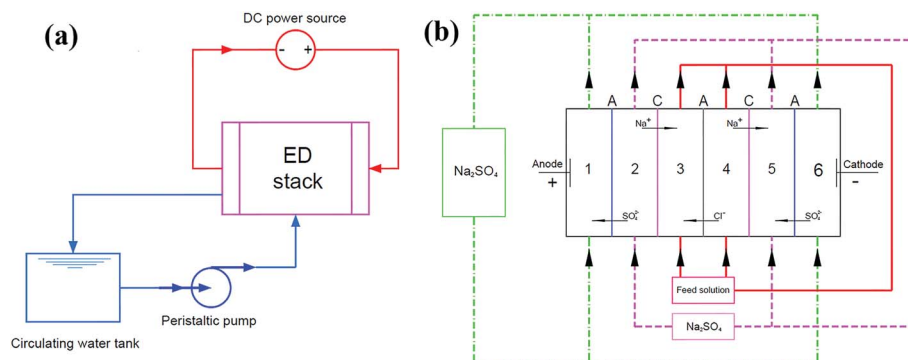 (a)
DC power source
- +
ED
stack
Circulating water tank
Peristaltic pump
(b)
A C A C A
Na⁺ Na⁺
Na₂SO₄
Anode
+
1 2 3 4 5 6
Cathode
-
SO₄²⁻ Cl⁻ SO₄²⁻
Feed solution
Na₂SO₄